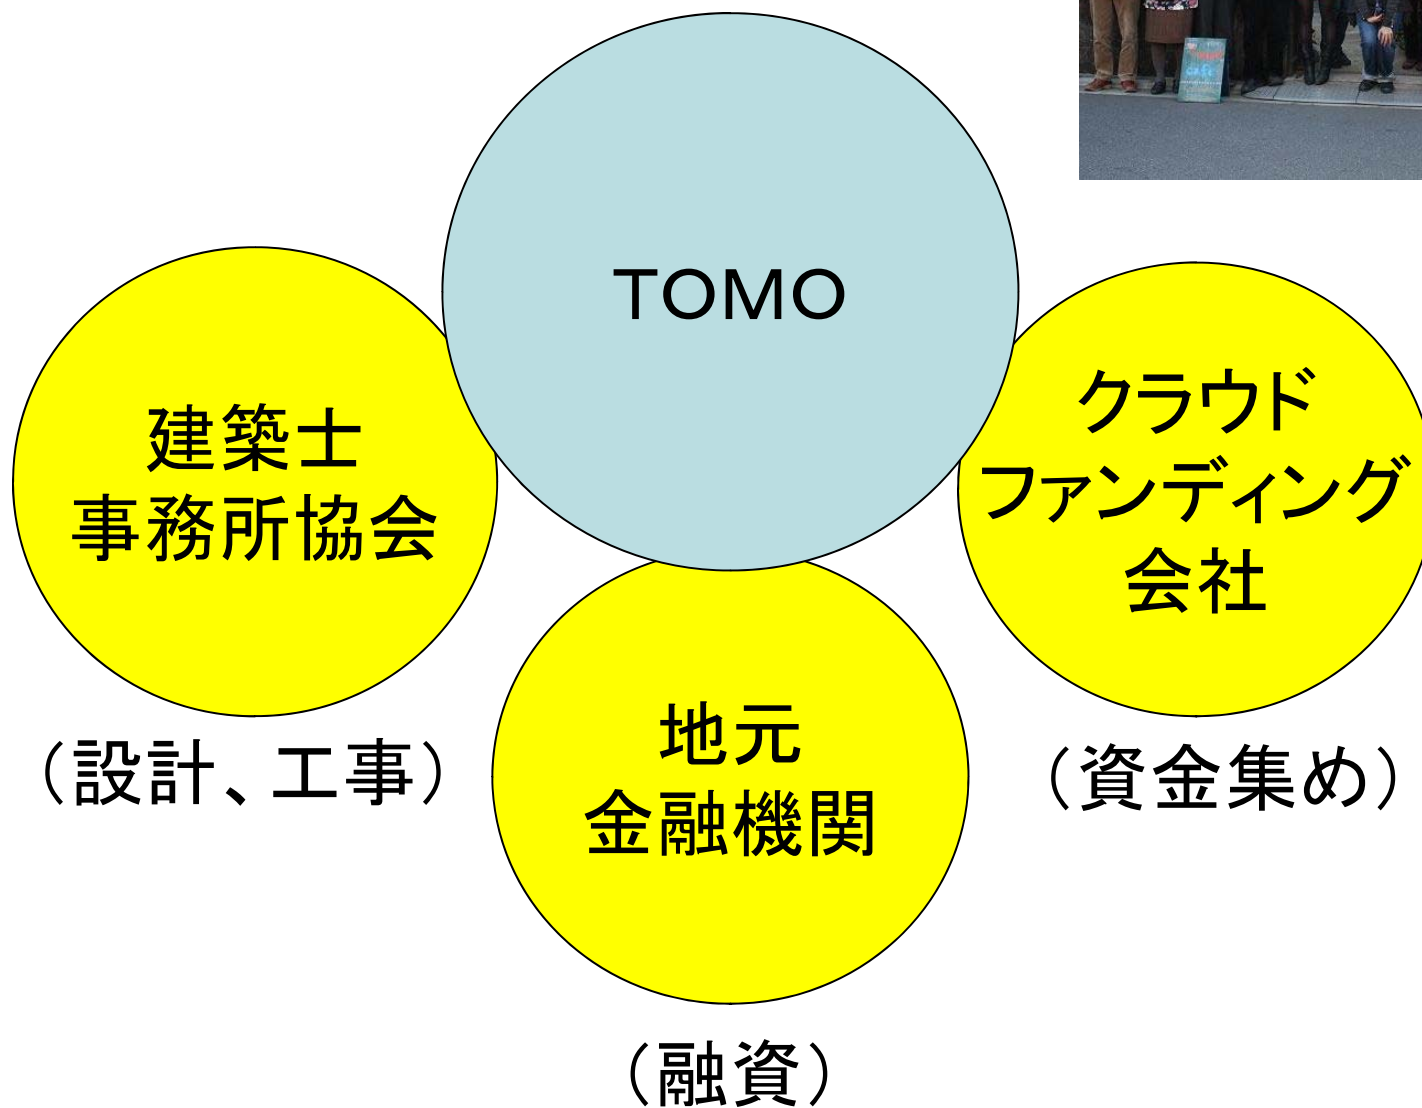 cafe
TOMO
建築士
事務所協会
(設計、工事)
地元
金融機関
(融資)
クラウド
ファンディング
会社
(資金集め)